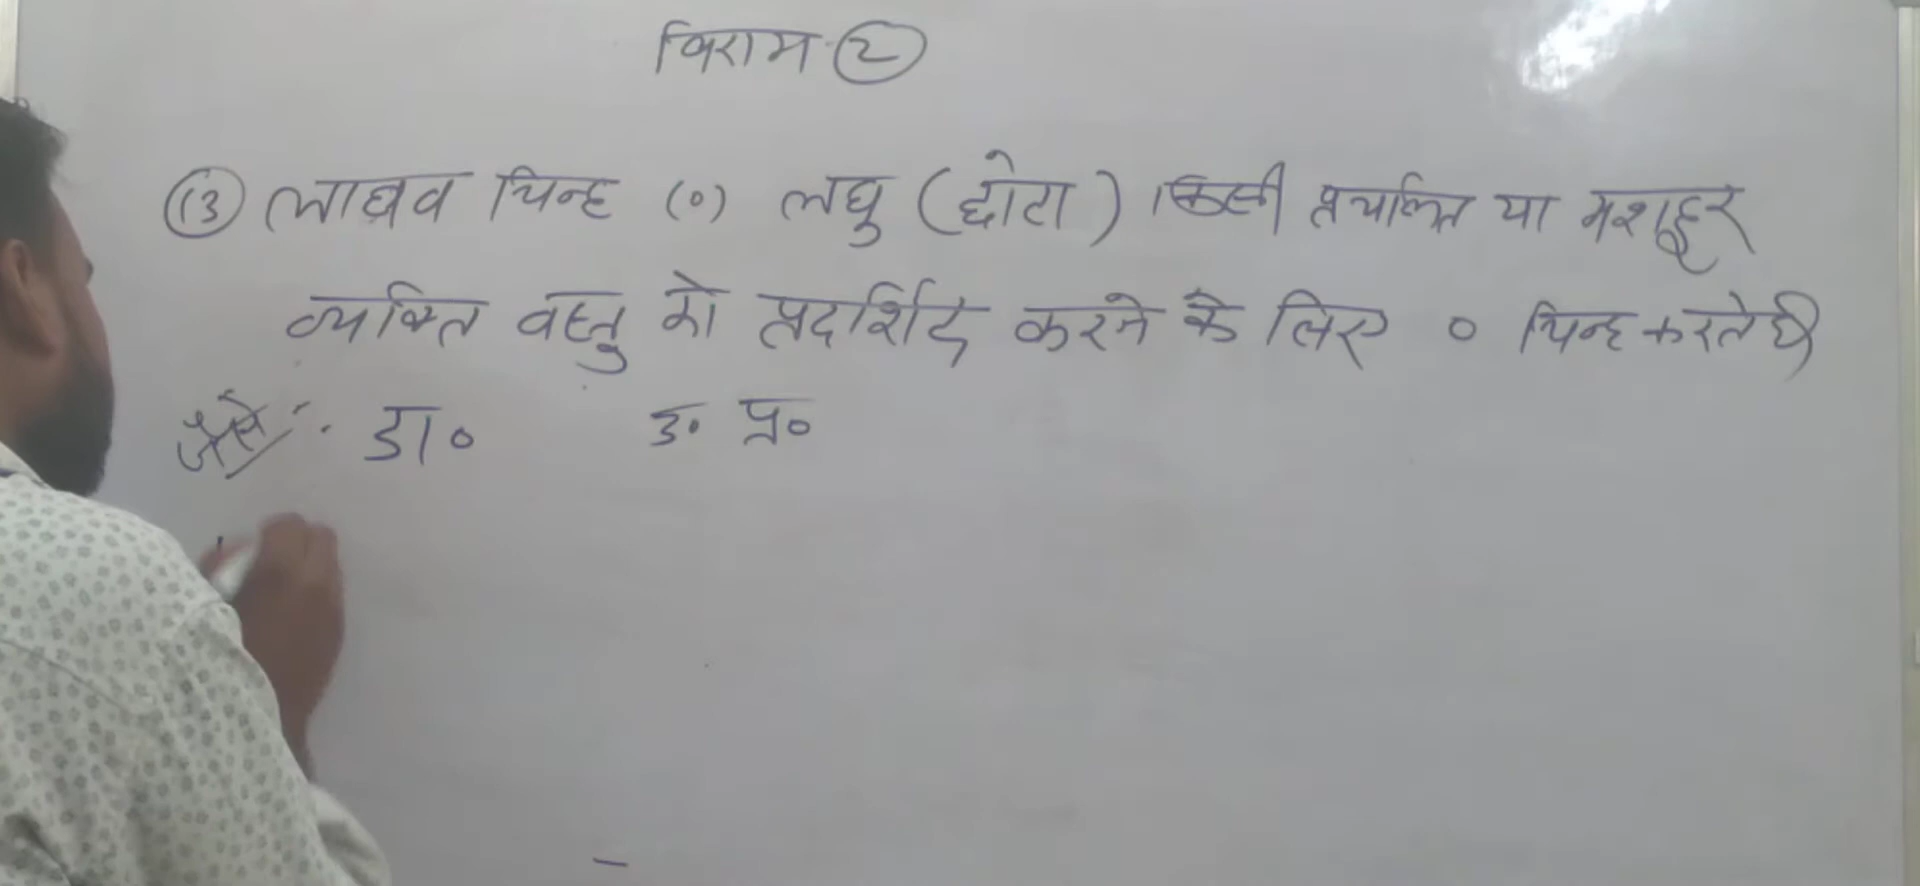 विराम (2)
(13) लाघव चिन्ह (०) लघु (छोटा) किसी प्रचलित या मशहूर
व्यक्ति वस्तु को प्रदर्शिद करने के लिए ० चिन्ह करते
जैसे :- डा० उ० प्र०